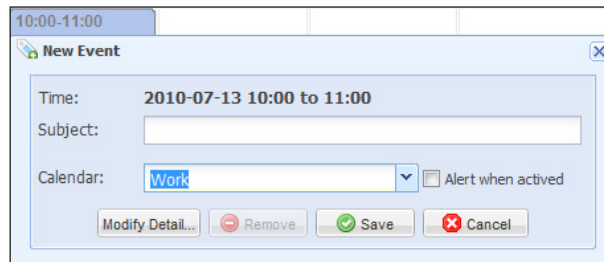 10:00-11:00
New Event
Time: 2010-07-13 10:00 to 11:00
Subject:
Calendar: Work Alert when actived
Modify Detail... Remove Save Cancel